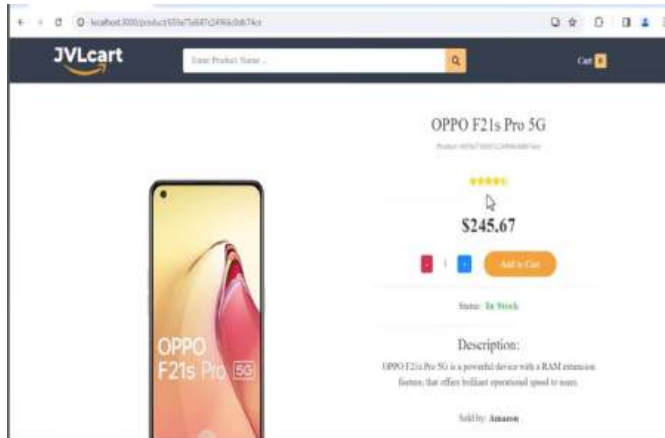 JVLcart
Enter Product Name ...
Cart 0
OPPO F21s Pro 5G
$245.67
- 1 +
Add to Cart
Status: In Stock
Description:
OPPO F21s Pro 5G is a powerful device with a RAM extension
feature, that offers brilliant operational speed to users.
Sold by: Amazon
OPPO
F21s Pro 5G